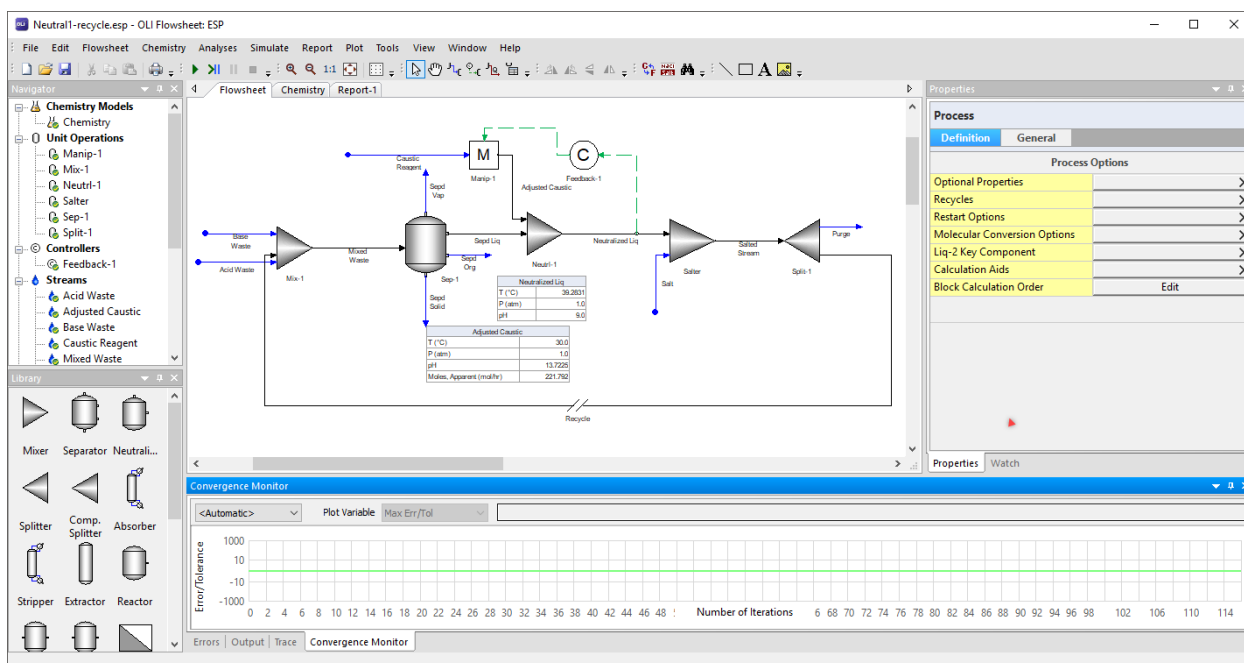 OLI
Neutral1-recycle.esp - OLI Flowsheet: ESP
File Edit Flowsheet Chemistry Analyses Simulate Report Plot Tools View Window Help
1:1
Navigator
Chemistry Models
Chemistry
Unit Operations
Manip-1
Mix-1
Neutrl-1
Salter
Sep-1
Split-1
Controllers
Feedback-1
Streams
Acid Waste
Adjusted Caustic
Base Waste
Caustic Reagent
Mixed Waste
Library
Mixer Separator Neutrali...
Splitter Comp. Splitter Absorber
Stripper Extractor Reactor
Flowsheet Chemistry Report-1
Caustic
Reagent
M
Manip-1
C
Feedback-1
Adjusted Caustic
Sepd
Vap
Base
Waste
Acid Waste
Mix-1
Mixed
Waste
Sepd Liq
Sepd
Org
Sep-1
Sepd
Solid
Neutrl-1
Neutralized Liq
Salter
Salt
Salted
Stream
Split-1
Purge
Neutralized Liq
T (°C) 39.2831
P (atm) 1.0
pH 9.0
Adjusted Caustic
T (°C) 30.0
P (atm) 1.0
pH 13.7225
Moles, Apparent (mol/hr) 221.792
Recycle
Properties
Process
Definition General
Process Options
Optional Properties
Recycles
Restart Options
Molecular Conversion Options
Liq-2 Key Component
Calculation Aids
Block Calculation Order Edit
Properties Watch
Convergence Monitor
<Automatic> Plot Variable Max Err/Tol
Error/Tolerance
1000
10
-10
-1000
0 2 4 6 8 10 12 14 16 18 20 22 24 26 28 30 32 34 36 38 40 42 44 46 48 Number of Iterations 6 68 70 72 74 76 78 80 82 84 86 88 90 92 94 96 98 102 106 110 114
Errors Output Trace Convergence Monitor